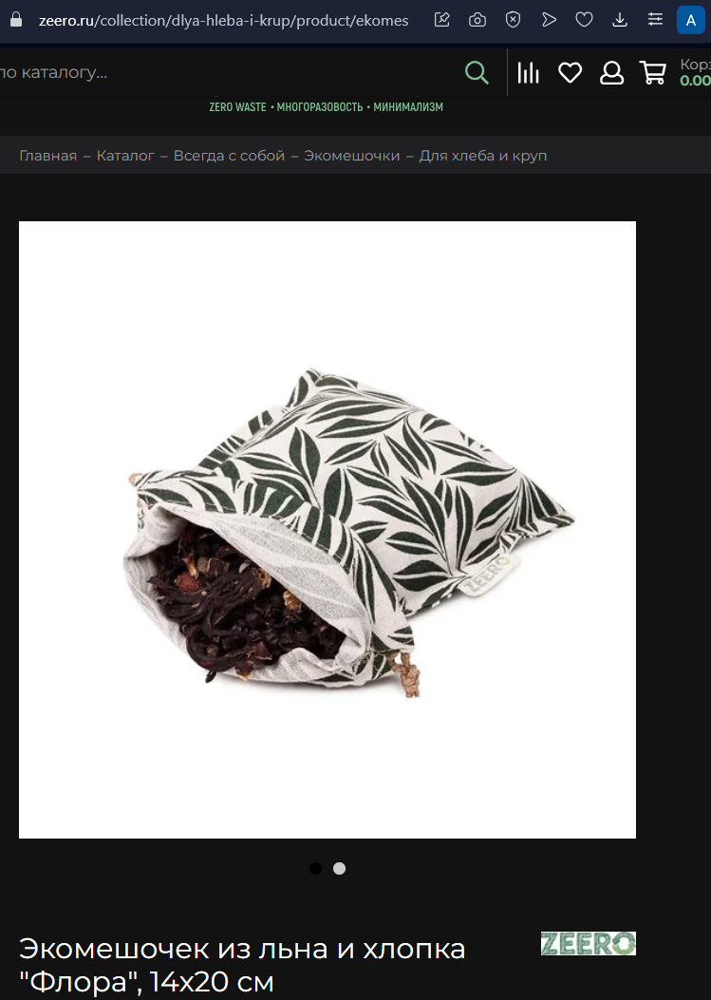 zeero.ru/collection/dlya-hleba-i-krup/product/ekomes
A
по каталогу...
Корз
0.00
ZERO WASTE • МНОГОРАЗОВОСТЬ • МИНИМАЛИЗМ
Главная – Каталог – Всегда с собой – Экомешочки – Для хлеба и круп
ZEERO
Экомешочек из льна и хлопка
"Флора", 14х20 см
ZEERO